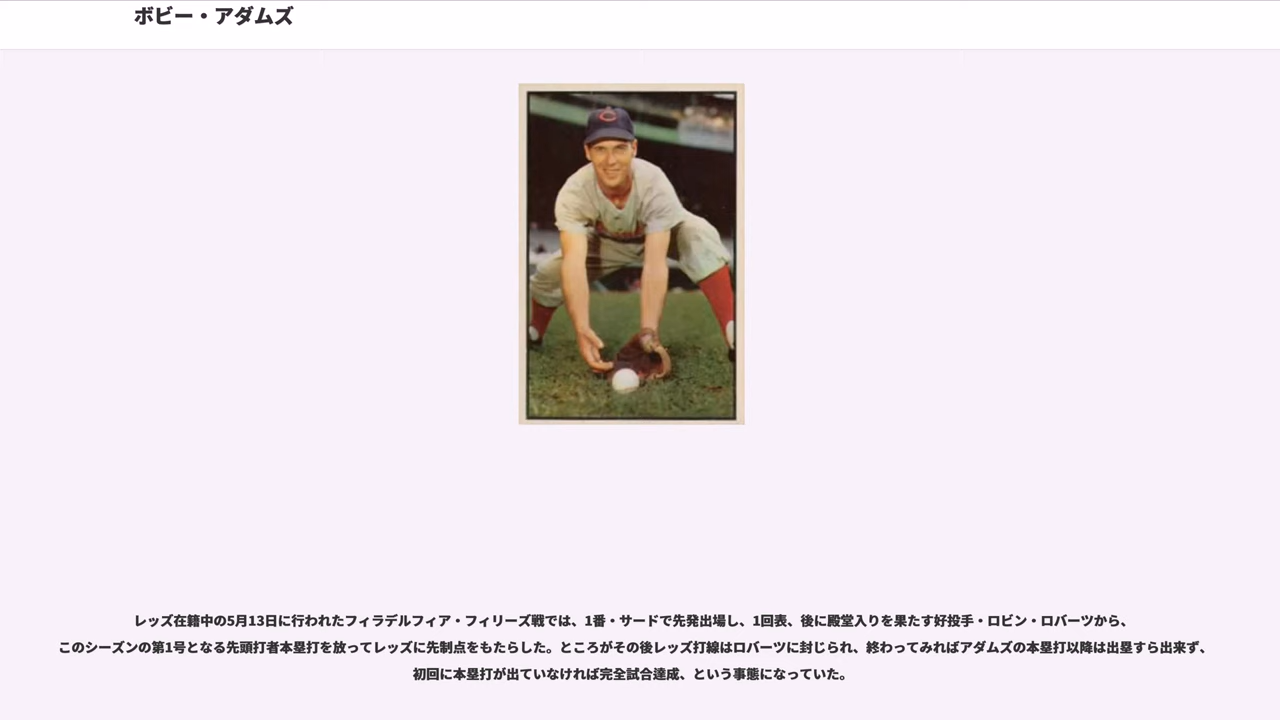 ボビー・アダムズ
レッズ在籍中の5月13日に行われたフィラデルフィア・フィリーズ戦では、1番・サードで先発出場し、1回表、後に殿堂入りを果たす好投手・ロビン・ロバーツから、
このシーズンの第1号となる先頭打者本塁打を放ってレッズに先制点をもたらした。ところがその後レッズ打線はロバーツに封じられ、終わってみればアダムズの本塁打以降は出塁すら出来ず、
初回に本塁打が出ていなければ完全試合達成、という事態になっていた。